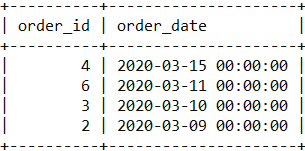 +----------+---------------------+
| order_id | order_date          |
+----------+---------------------+
|        4 | 2020-03-15 00:00:00 |
|        6 | 2020-03-11 00:00:00 |
|        3 | 2020-03-10 00:00:00 |
|        2 | 2020-03-09 00:00:00 |
+----------+---------------------+